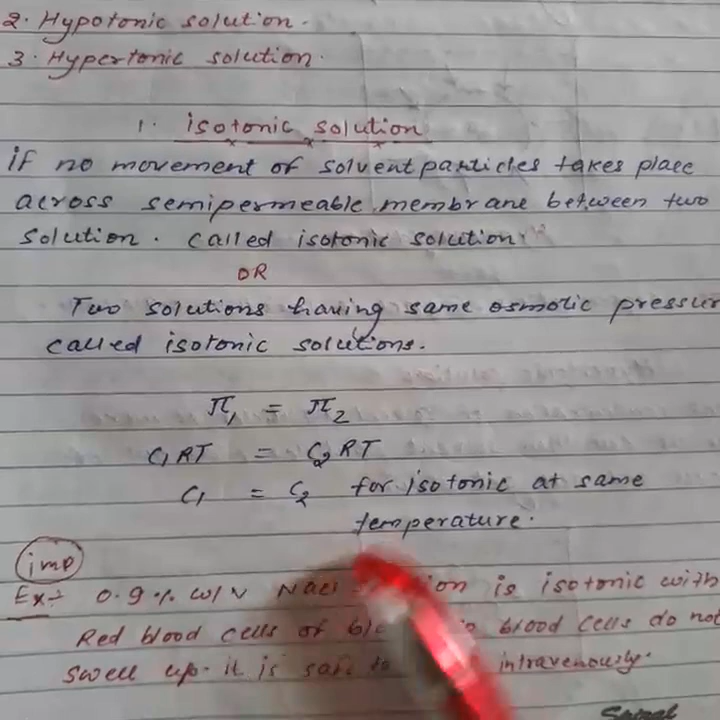 2. Hypotonic solution.
3. Hypertonic solution.
1. isotonic solution
if no movement of solvent particles takes place
across semipermeable membrane between two
solution. called isotonic solution.
OR
Two solutions having same osmotic pressur
called isotonic solutions.
π₁ = π₂
C₁RT = C₂RT
C₁ = C₂ for isotonic at same
temperature.
imp
Ex:- 0.9% w/v NaCl is isotonic with
Red blood cells of blood cells do not
swell up. it is safe intravenously.